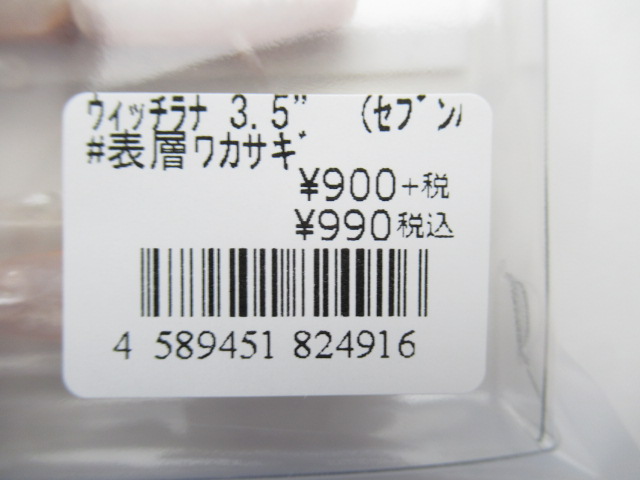 ウィッチラナ 3.5" (セブン
#表層ワカサギ
¥900+税
¥990税込
4 589451 824916